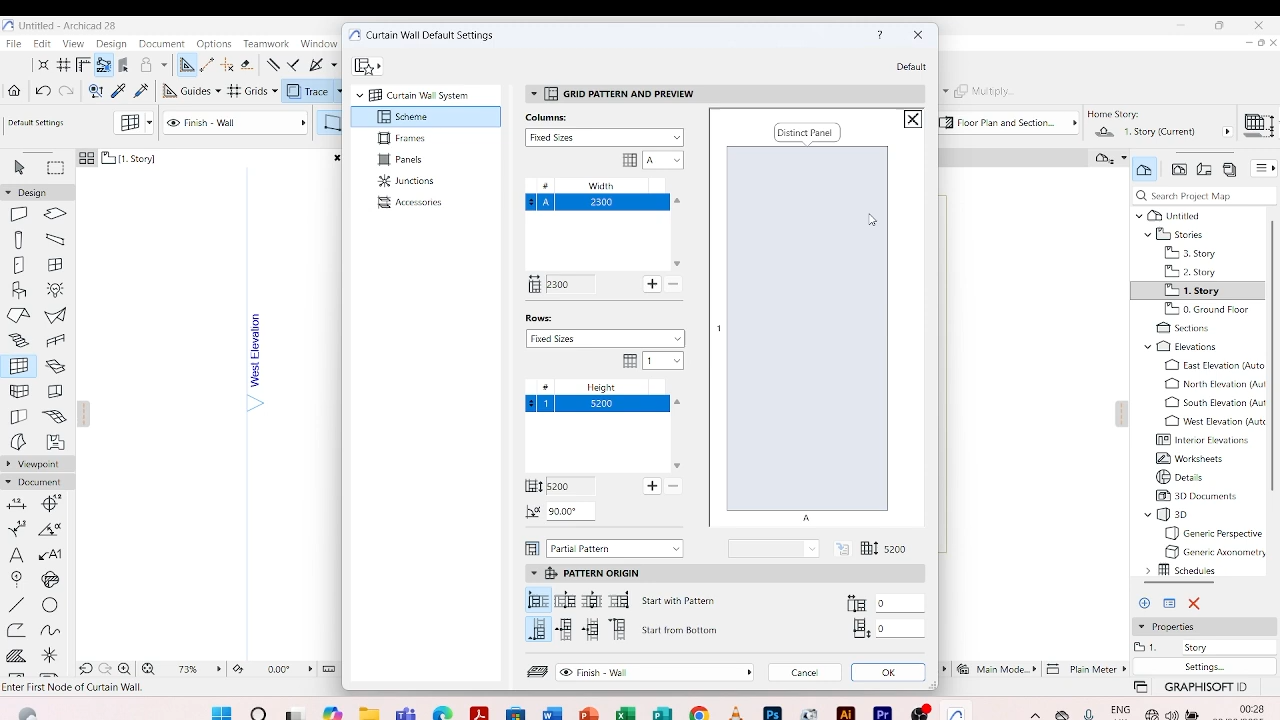 Untitled - Archicad 28
File Edit View Design Document Options Teamwork Window
Guides Grids Trace
Multiply...
Default Settings
Finish - Wall
Floor Plan and Section...
Home Story:
1. Story (Current)
[1. Story]
Design
Viewpoint
Document
West Elevation
73%
0.00°
Main Mode...
Plain Meter
Enter First Node of Curtain Wall.
Curtain Wall Default Settings
?
Default
Curtain Wall System
Scheme
Frames
Panels
Junctions
Accessories
GRID PATTERN AND PREVIEW
Columns:
Fixed Sizes
A
# Width
A 2300
2300
Rows:
Fixed Sizes
1
# Height
1 5200
5200
90.00°
Distinct Panel
1
A
Partial Pattern
5200
PATTERN ORIGIN
Start with Pattern
0
Start from Bottom
0
Finish - Wall
Cancel
OK
Search Project Map
Untitled
Stories
3. Story
2. Story
1. Story
0. Ground Floor
Sections
Elevations
East Elevation (Auto
North Elevation (Au
South Elevation (Au
West Elevation (Aut
Interior Elevations
Worksheets
Details
3D Documents
3D
Generic Perspective
Generic Axonometry
Schedules
Properties
1. Story
Settings...
GRAPHISOFT ID
ENG
00:28